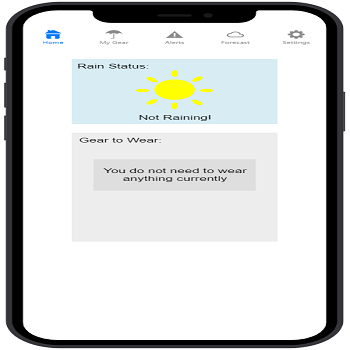 Home My Gear Alerts Forecast Settings
Rain Status:
Not Raining!
Gear to Wear:
You do not need to wear
anything currently